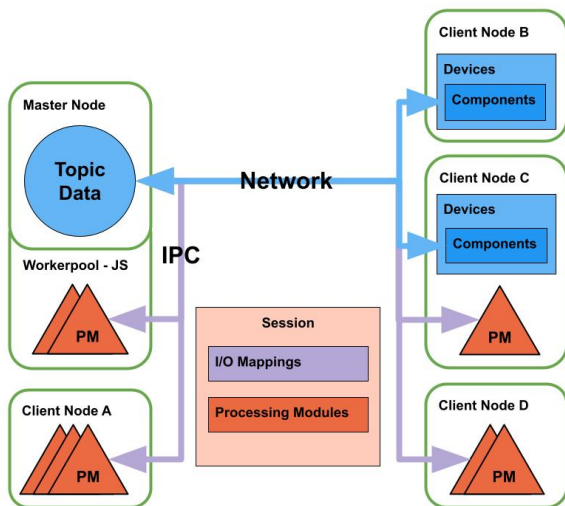 Client Node B
Devices
Components
Master Node
Topic
Data
Network
Client Node C
Devices
Components
IPC
Workerpool - JS
PM
PM
Session
I/O Mappings
Processing Modules
Client Node A
PM
Client Node D
PM